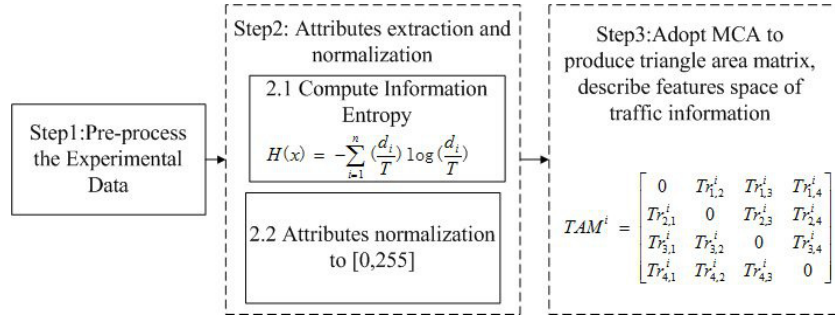 Step1:Pre-process
the Experimental
Data
Step2: Attributes extraction and
normalization
2.1 Compute Information
Entropy
H(x) = -∑_{i=1}^{n} (d_i/T) log(d_i/T)
2.2 Attributes normalization
to [0,255]
Step3:Adopt MCA to
produce triangle area matrix,
describe features space of
traffic information
TAM^i =
0 Tr^i_{1,2} Tr^i_{1,3} Tr^i_{1,4}
Tr^i_{2,1} 0 Tr^i_{2,3} Tr^i_{2,4}
Tr^i_{3,1} Tr^i_{3,2} 0 Tr^i_{3,4}
Tr^i_{4,1} Tr^i_{4,2} Tr^i_{4,3} 0